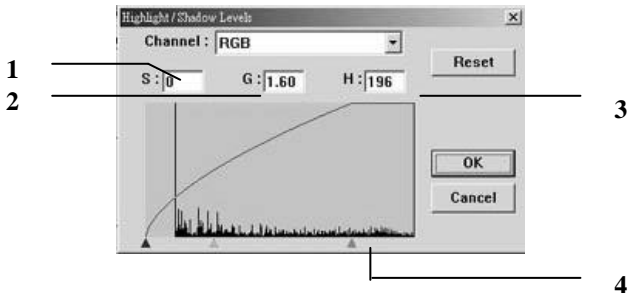 Highlight / Shadow Levels
Channel : RGB
Reset
1
S : 0 G : 1.60 H : 196
2
3
OK
Cancel
4